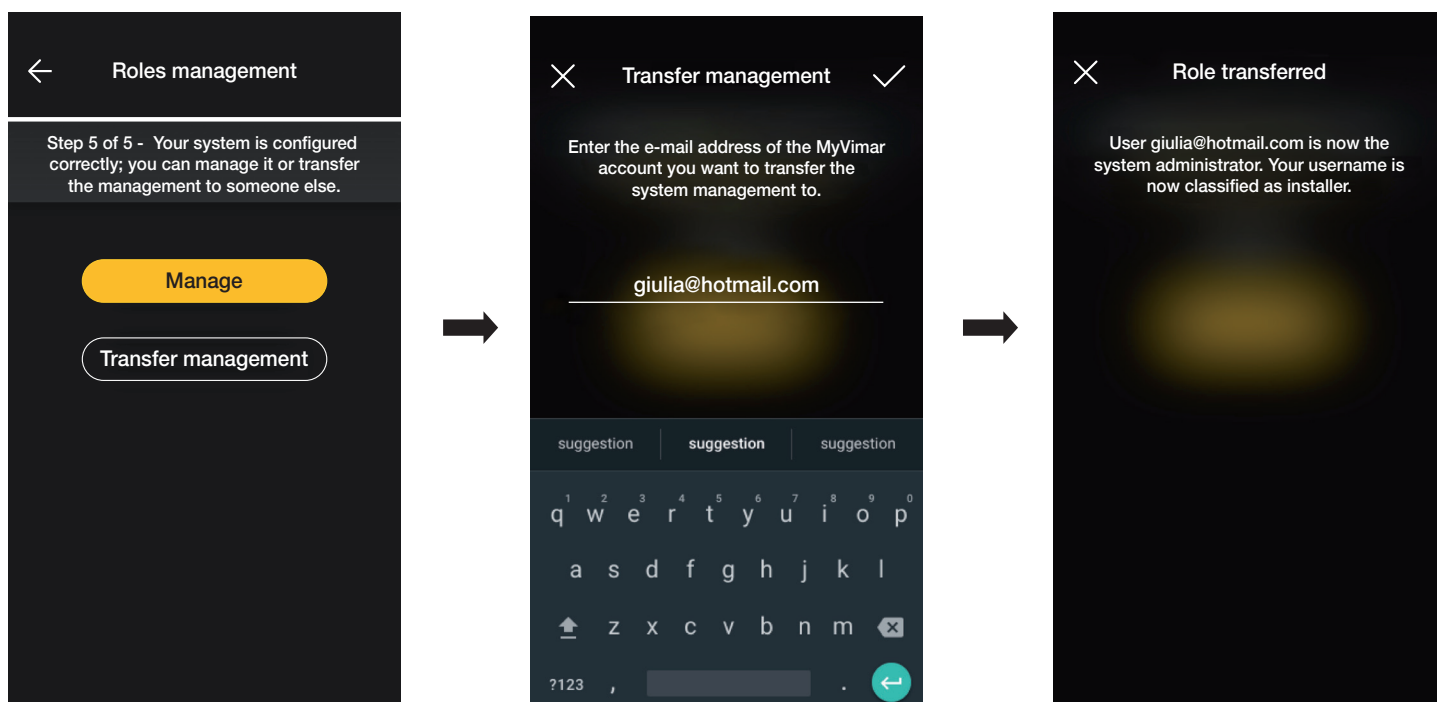 Roles management
Step 5 of 5 - Your system is configured
correctly; you can manage it or transfer
the management to someone else.
Manage
Transfer management
Transfer management
Enter the e-mail address of the MyVimar
account you want to transfer the
system management to.
giulia@hotmail.com
suggestion suggestion suggestion
1 2 3 4 5 6 7 8 9 0
q w e r t y u i o p
a s d f g h j k l
z x c v b n m
?123 , .
Role transferred
User giulia@hotmail.com is now the
system administrator. Your username is
now classified as installer.